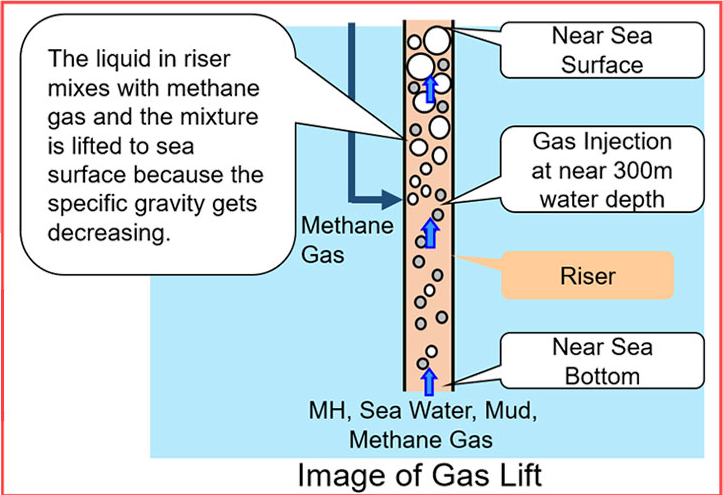 The liquid in riser
mixes with methane
gas and the mixture
is lifted to sea
surface because the
specific gravity gets
decreasing.
Near Sea
Surface
Gas Injection
at near 300m
water depth
Methane
Gas
Riser
Near Sea
Bottom
MH, Sea Water, Mud,
Methane Gas
Image of Gas Lift